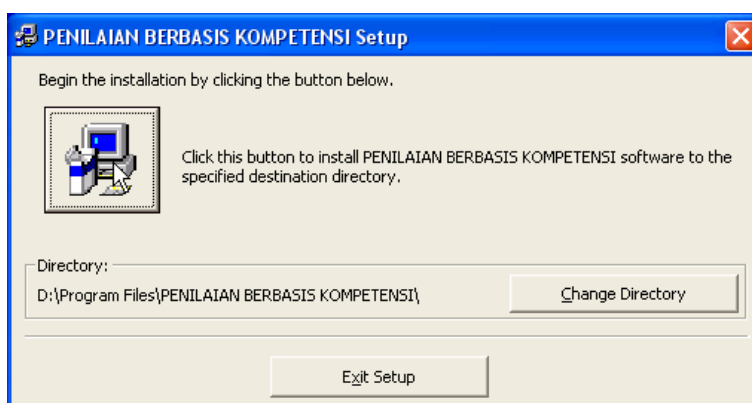 PENILAIAN BERBASIS KOMPETENSI Setup
Begin the installation by clicking the button below.
Click this button to install PENILAIAN BERBASIS KOMPETENSI software to the
specified destination directory.
Directory:
D:\Program Files\PENILAIAN BERBASIS KOMPETENSI\
Change Directory
Exit Setup